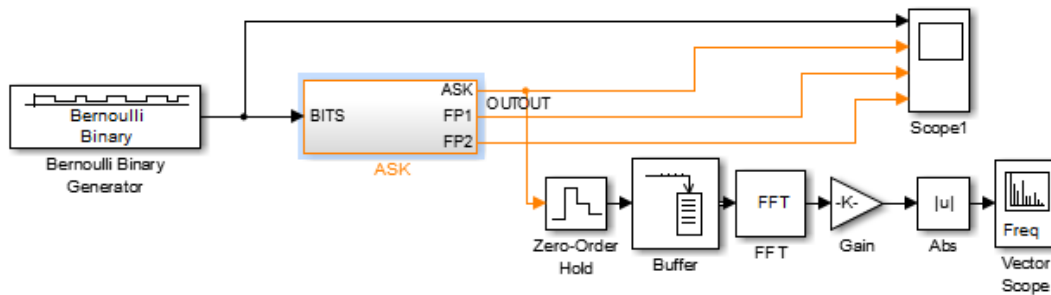 Bernoulli
Binary
Bernoulli Binary
Generator
BITS
ASK
FP1
FP2
ASK
OUTOUT
Scope1
Zero-Order
Hold
Buffer
FFT
FFT
-K-
Gain
|u|
Abs
Freq
Vector
Scope